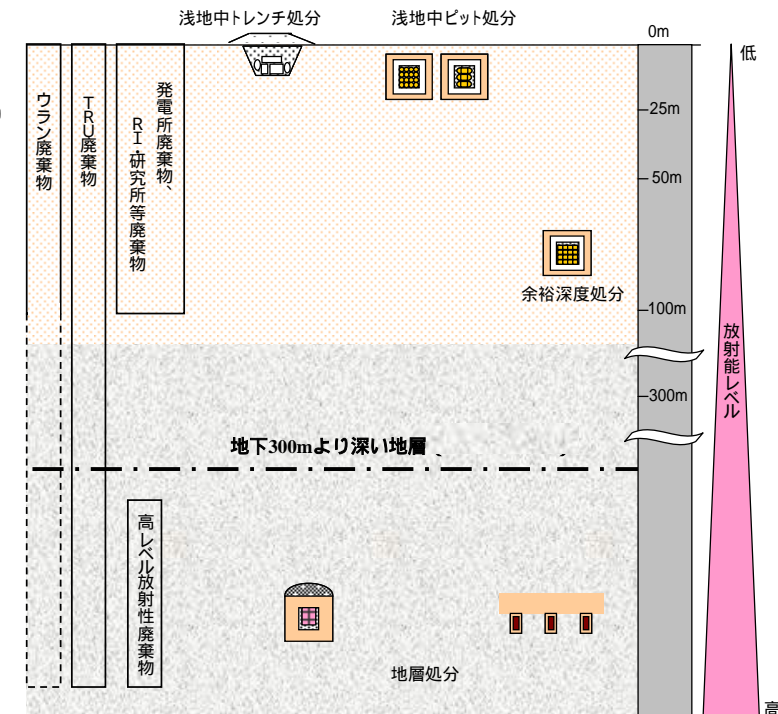 浅地中トレンチ処分
浅地中ピット処分
0m
低
ウラン廃棄物
TRU廃棄物
発電所廃棄物、
RI・研究所等廃棄物
25m
50m
余裕深度処分
100m
放射能レベル
300m
地下300mより深い地層
高レベル放射性廃棄物
地層処分
高